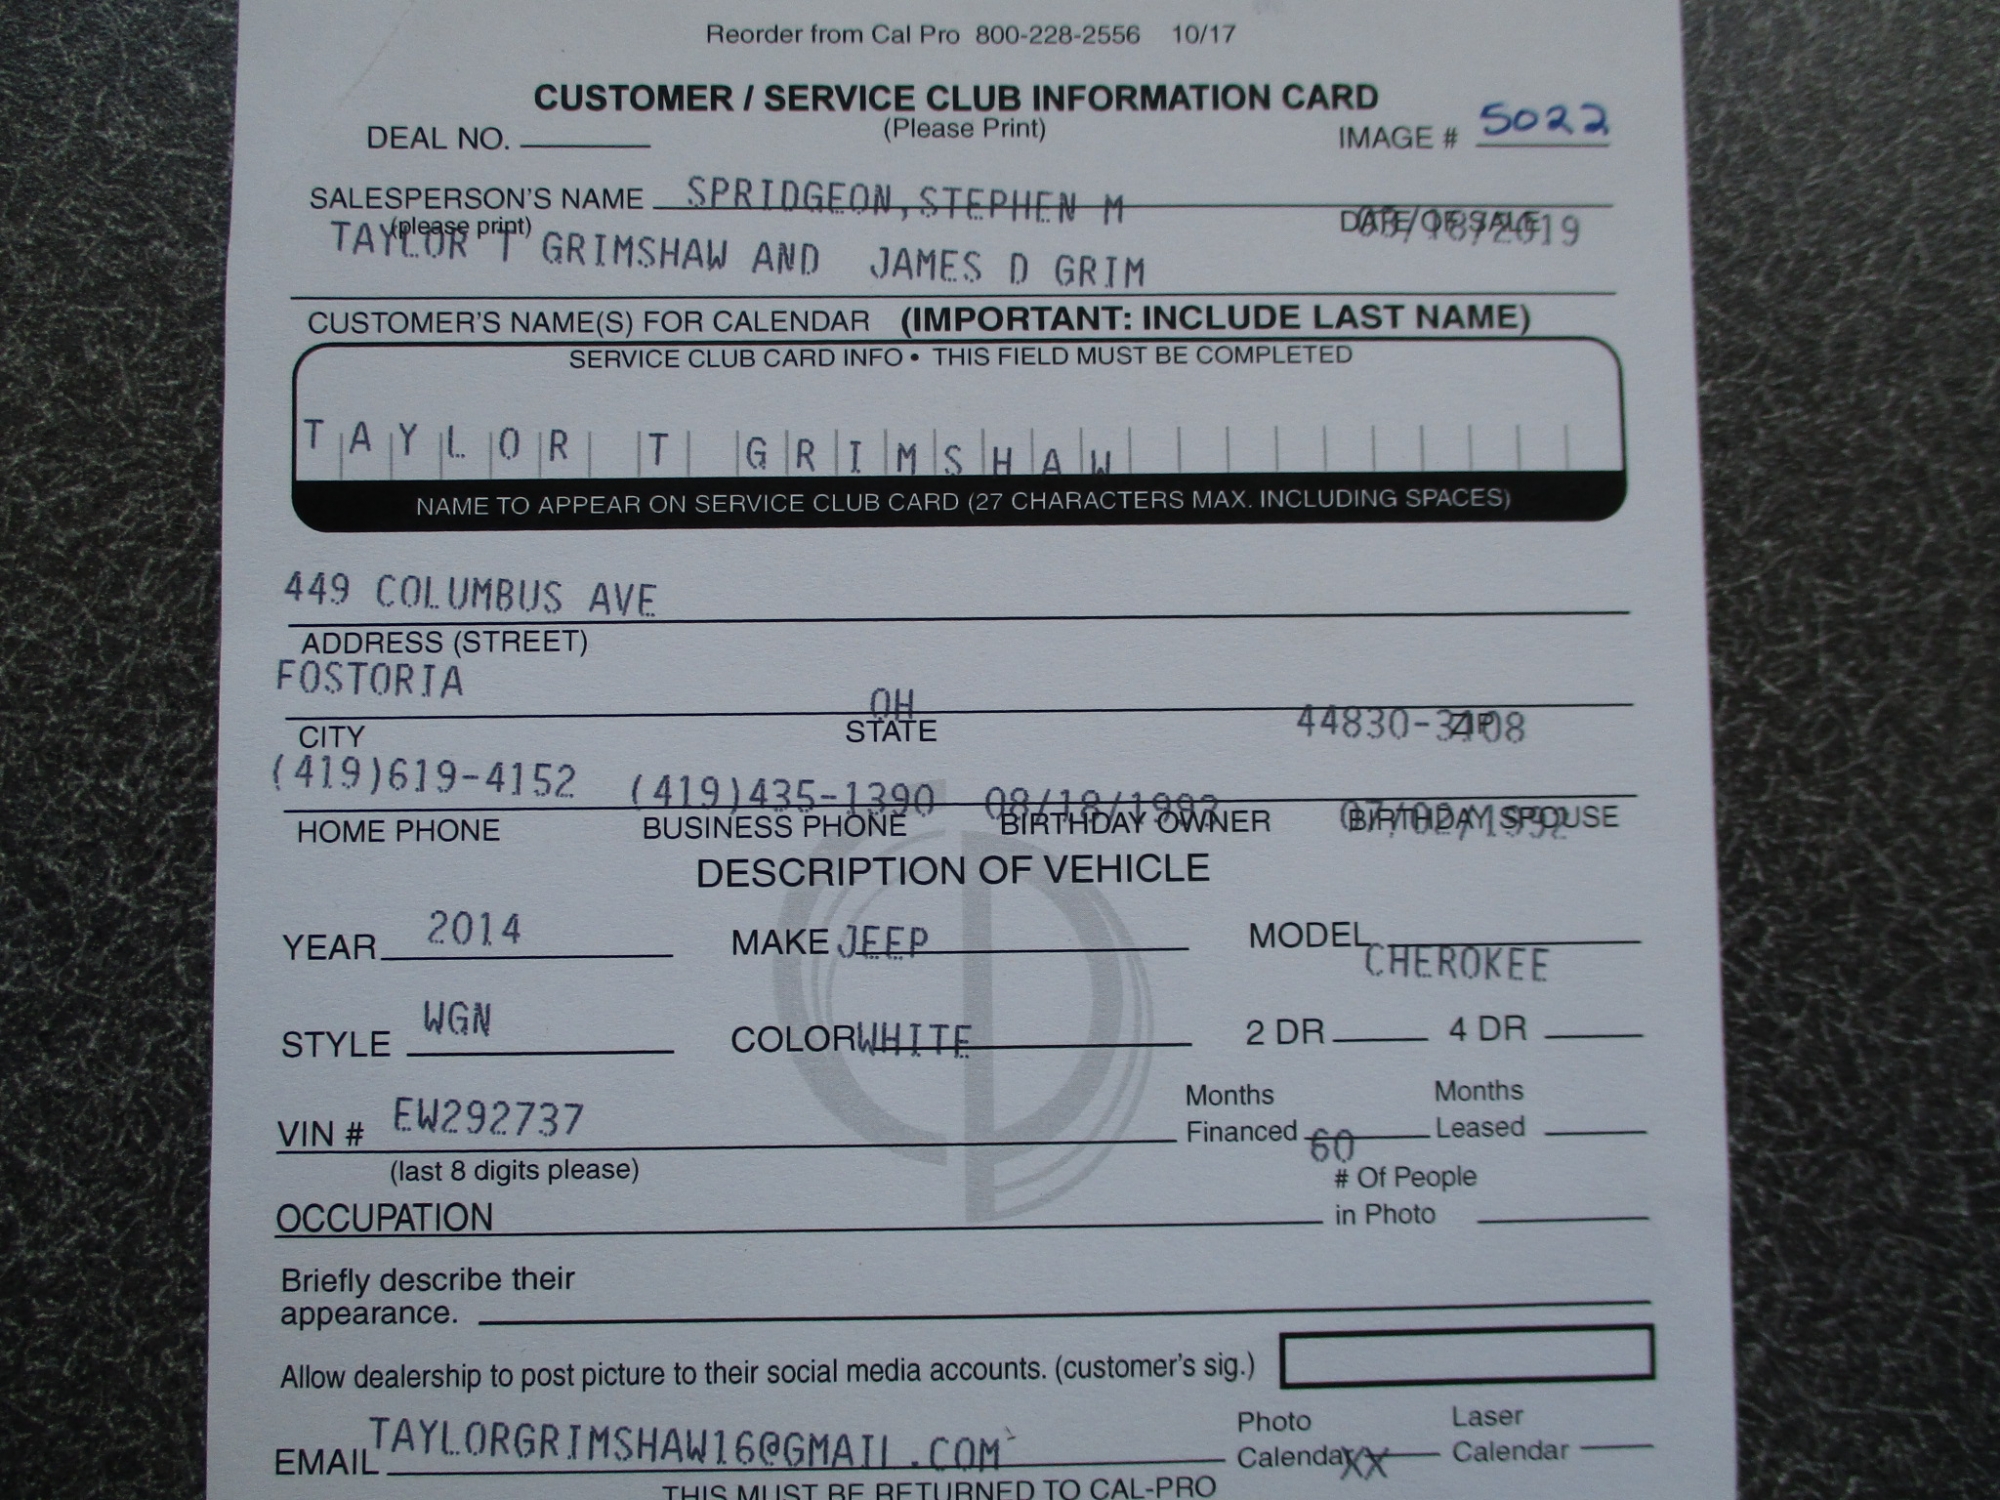 Reorder from Cal Pro 800-228-2556 10/17
CUSTOMER / SERVICE CLUB INFORMATION CARD
(Please Print)
DEAL NO. IMAGE # 5022
SALESPERSON'S NAME SPRIDGEON, STEPHEN M
(please print) DATE OF SALE
TAYLOR T GRIMSHAW AND JAMES D GRIM
CUSTOMER'S NAME(S) FOR CALENDAR (IMPORTANT: INCLUDE LAST NAME)
SERVICE CLUB CARD INFO • THIS FIELD MUST BE COMPLETED
TAYLOR T GRIMSHAW
NAME TO APPEAR ON SERVICE CLUB CARD (27 CHARACTERS MAX. INCLUDING SPACES)
449 COLUMBUS AVE
ADDRESS (STREET)
FOSTORIA OH
CITY STATE ZIP
(419)619-4152 (419)435-1390
HOME PHONE BUSINESS PHONE BIRTHDAY OWNER BIRTHDAY SPOUSE
DESCRIPTION OF VEHICLE
YEAR 2014 MAKE JEEP MODEL CHEROKEE
STYLE WGN COLOR WHITE 2 DR 4 DR
VIN # EW292737 Months Financed 60 Months Leased
(last 8 digits please)
OCCUPATION # Of People in Photo
Briefly describe their
appearance.
Allow dealership to post picture to their social media accounts. (customer's sig.)
EMAIL TAYLORGRIMSHAW16@GMAIL.COM Photo Calendar XX Laser Calendar
THIS MUST BE RETURNED TO CAL-PRO